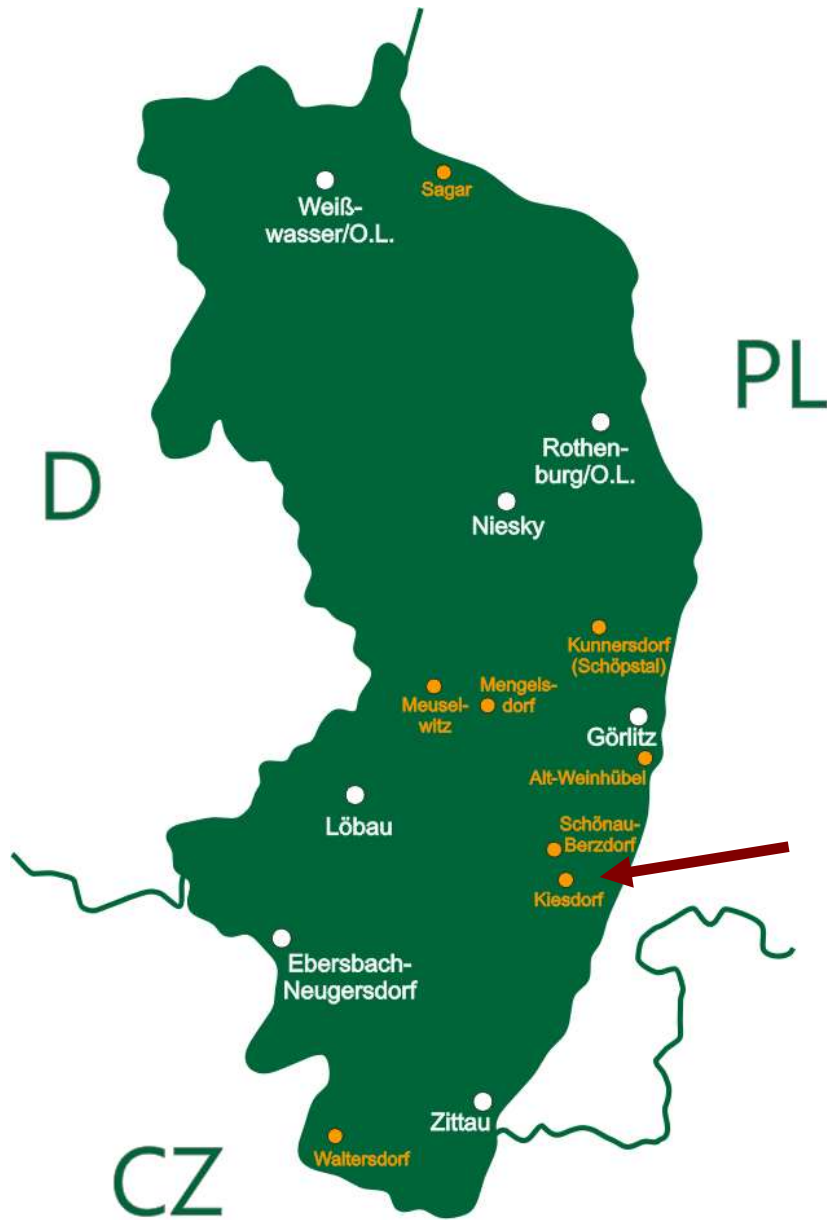 Sagar
Weiß-
wasser/O.L.
PL
Rothen-
burg/O.L.
D
Niesky
Kunnersdorf
(Schöpstal)
Mengels-
dorf
Meusel-
witz
Görlitz
Alt-Weinhübel
Löbau
Schönau-
Berzdorf
Kiesdorf
Ebersbach-
Neugersdorf
Zittau
Waltersdorf
CZ